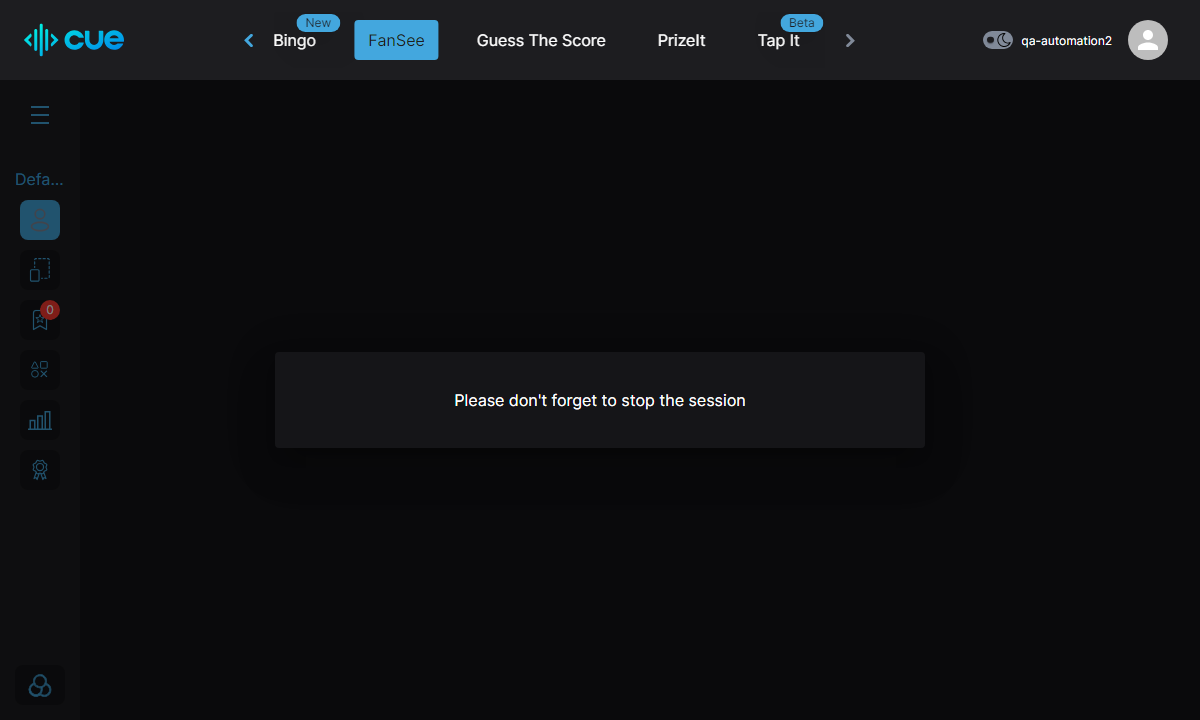 cue
New
Bingo
FanSee
Guess The Score
PrizeIt
Beta
Tap It
qa-automation2
Defa...
0
Please don't forget to stop the session